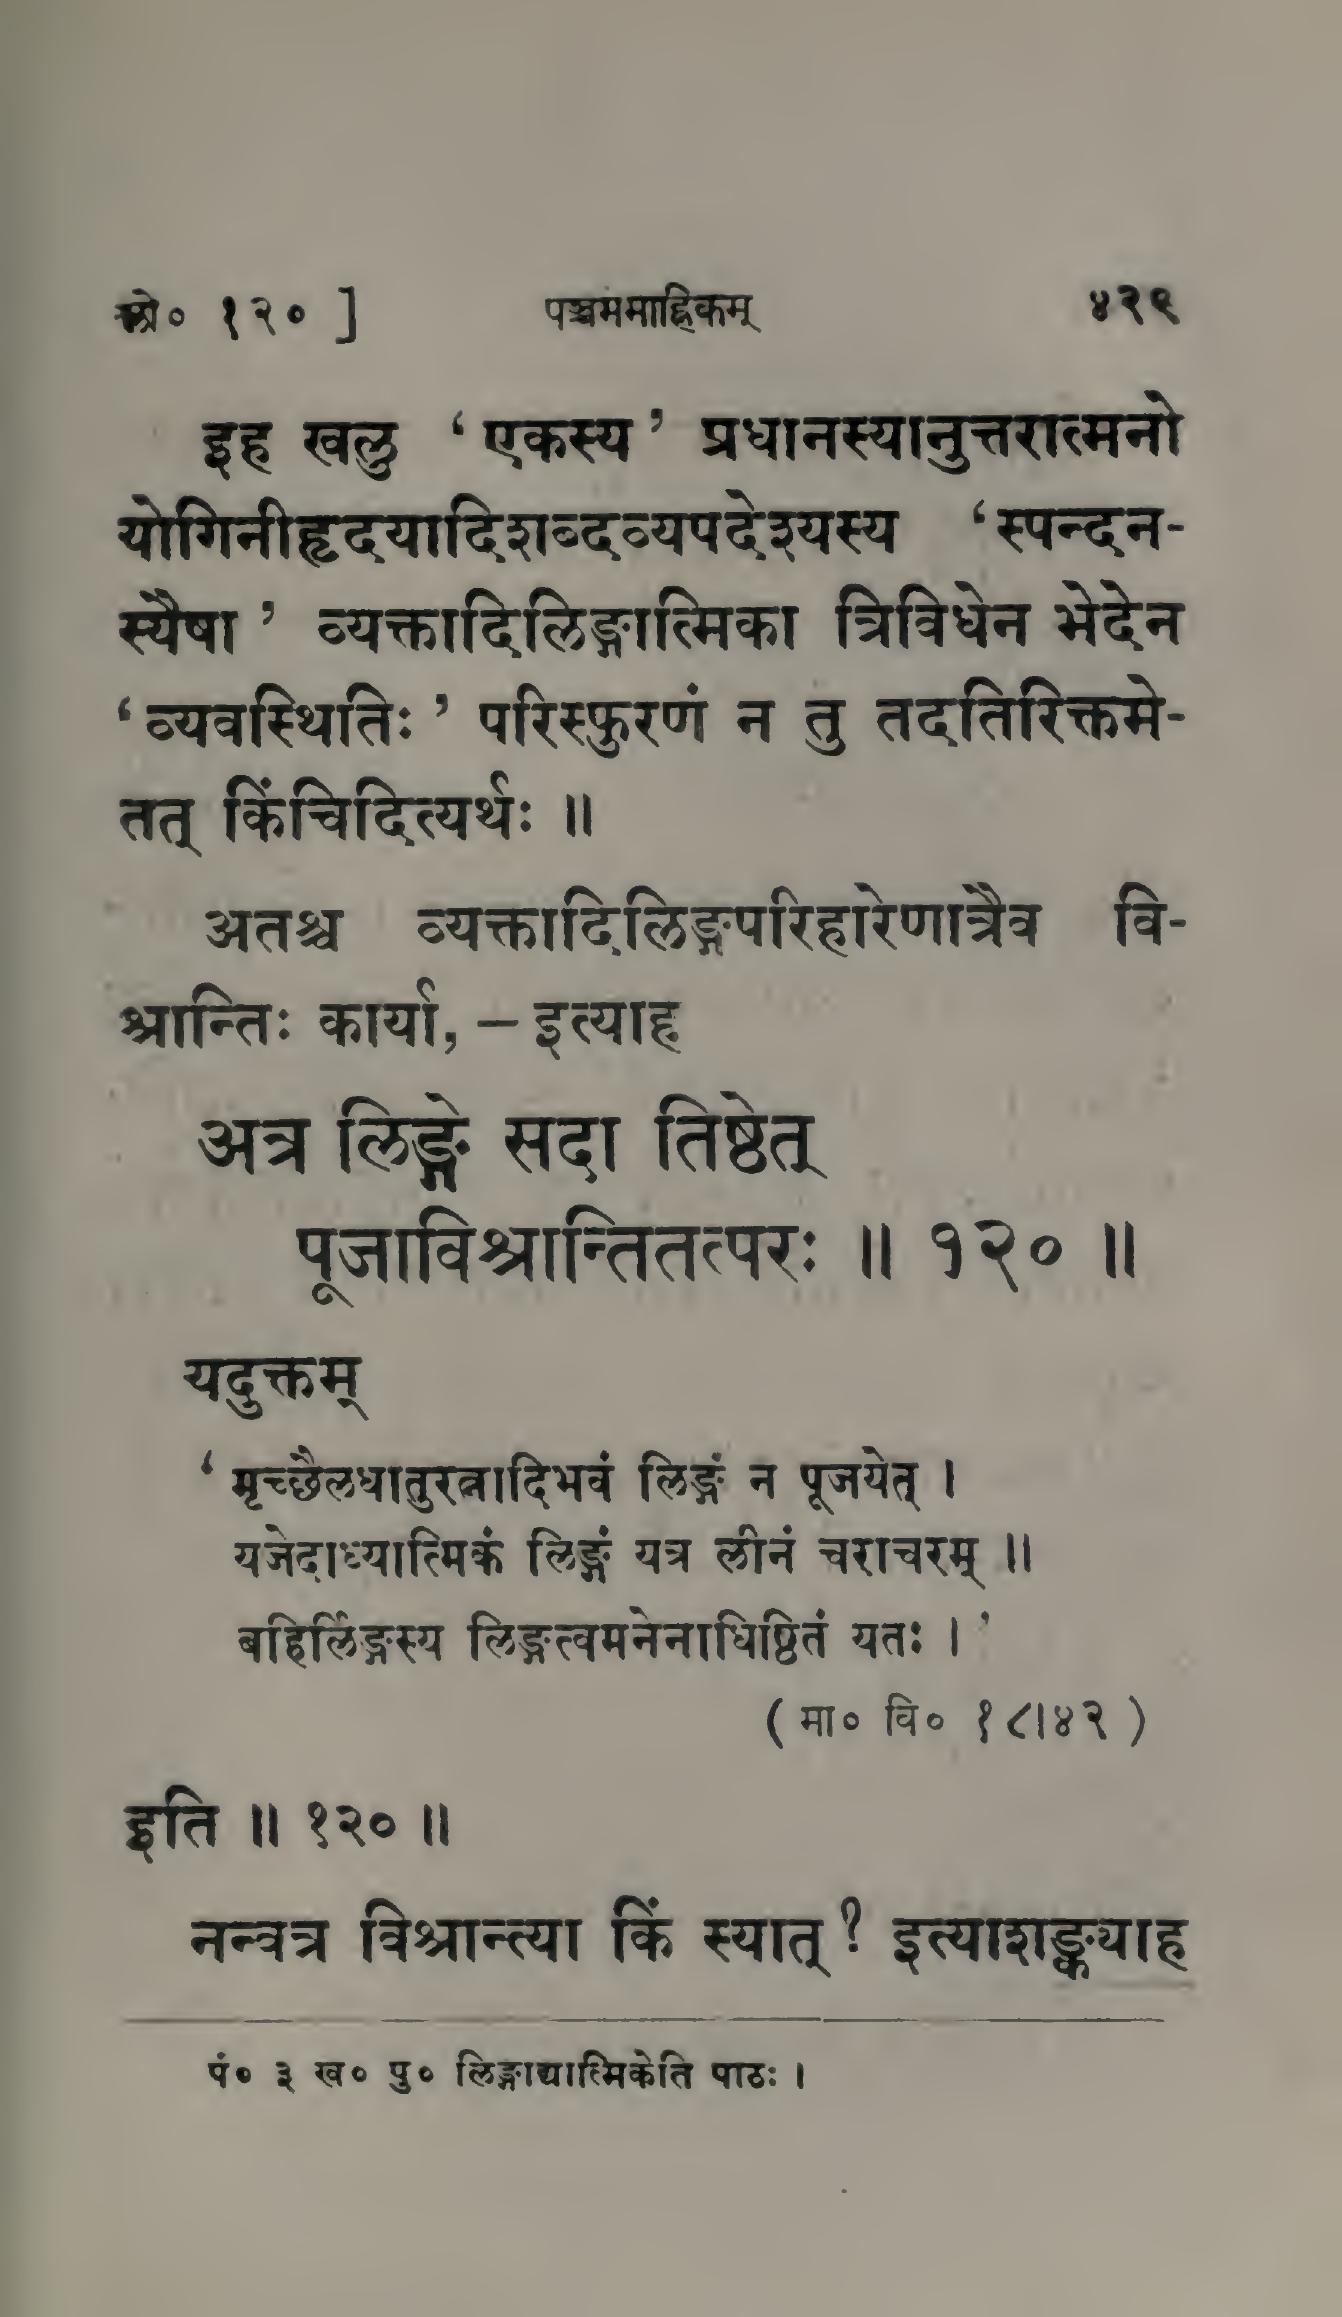 श्लो० १२० ] पञ्चममाह्निकम् ४२९
इह खलु ‘ एकस्य ’ प्रधानस्यानुत्तरात्मनो
योगिनीहृदयादिशब्दव्यपदेश्यस्य ‘ स्पन्दन-
स्यैषा ’ व्यक्तादिलिङ्गात्मिका त्रिविधेन भेदेन
‘ व्यवस्थितिः ’ परिस्फुरणं न तु तदतिरिक्तमे-
तत् किंचिदित्यर्थः ॥
अतश्च व्यक्तादिलिङ्गपरिहारेणात्रैव वि-
श्रान्तिः कार्या, – इत्याह
अत्र लिङ्गे सदा तिष्ठेत्
पूजाविश्रान्तितत्परः ॥ १२० ॥
यदुक्तम्
‘ मृच्छैलधातुरत्नादिभवं लिङ्गं न पूजयेत् ।
यजेदाध्यात्मिकं लिङ्गं यत्र लीनं चराचरम् ॥
बहिर्लिङ्गस्य लिङ्गत्वमनेनाधिष्ठितं यतः । ’
( मा० वि० १८।४२ )
इति ॥ १२० ॥
नन्वत्र विश्रान्त्या किं स्यात् ? इत्याशङ्क्याह
पं० ३ ख० पु० लिङ्गाद्यात्मिकेति पाठः ।